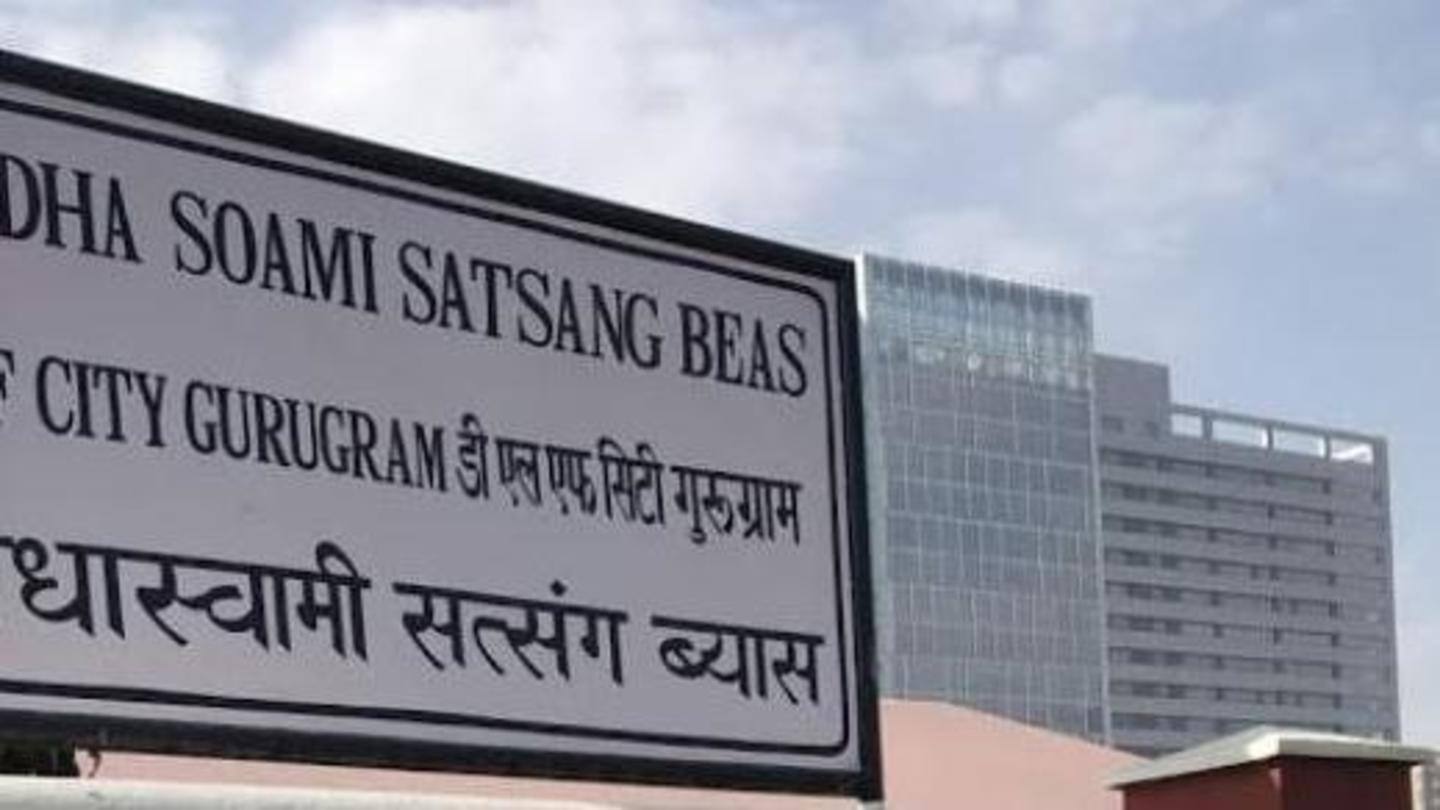 DHA SOAMI SATSANG BEAS
F CITY GURUGRAM डी एल एफ सिटी गुरूग्राम
धास्वामी सत्संग ब्यास